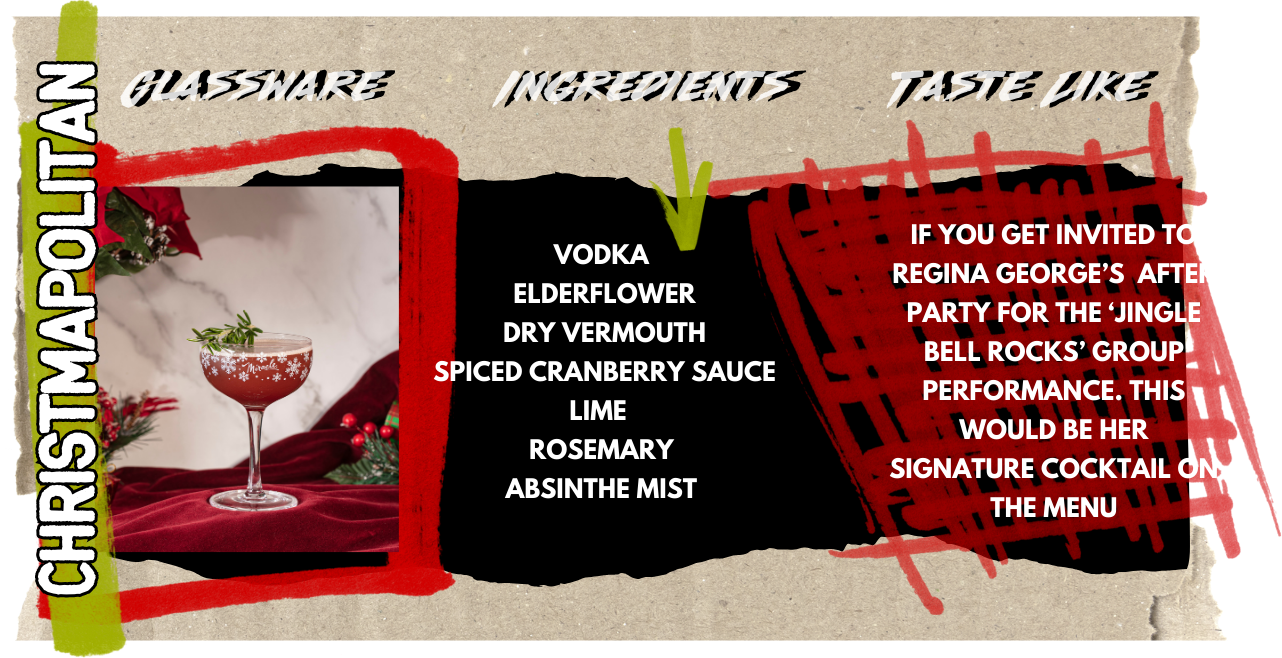 CHRISTMAPOLITAN
GLASSWARE
Miracle
INGREDIENTS
VODKA
ELDERFLOWER
DRY VERMOUTH
SPICED CRANBERRY SAUCE
LIME
ROSEMARY
ABSINTHE MIST
TASTE LIKE
IF YOU GET INVITED TO
REGINA GEORGE’S AFTER
PARTY FOR THE ‘JINGLE
BELL ROCKS’ GROUP
PERFORMANCE. THIS
WOULD BE HER
SIGNATURE COCKTAIL ON
THE MENU